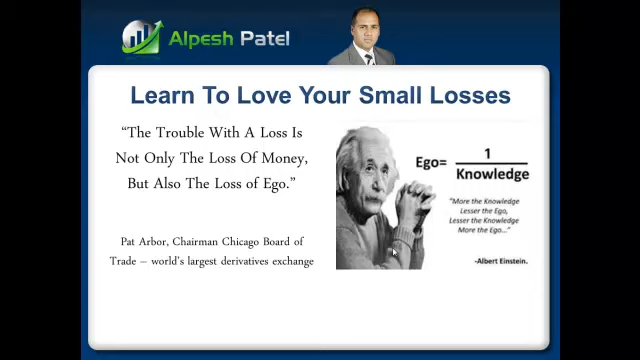 Alpesh Patel
Learn To Love Your Small Losses
“The Trouble With A Loss Is
Not Only The Loss Of Money,
But Also The Loss of Ego.”
Pat Arbor, Chairman Chicago Board of
Trade – world’s largest derivatives exchange
Ego= 1
Knowledge
"More the Knowledge
Lesser the Ego,
Lesser the Knowledge
More the Ego..."
-Albert Einstein.